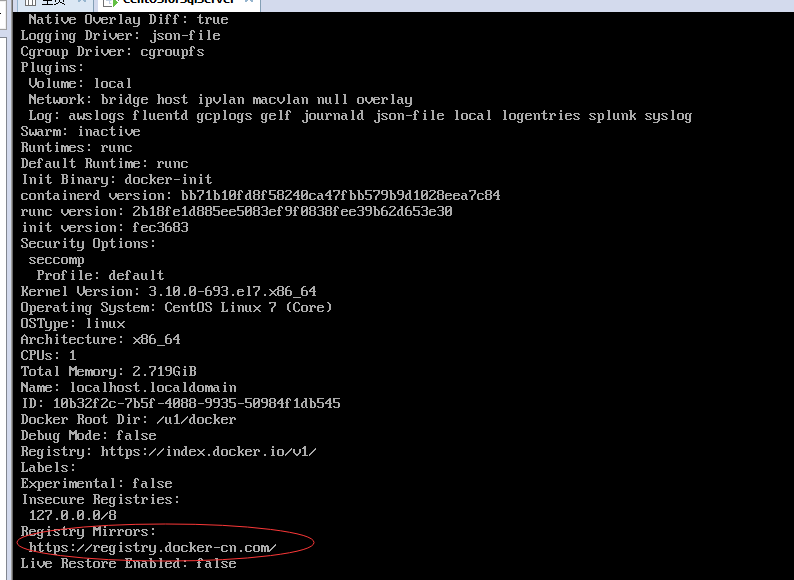 主页
CentosforSqlServer
Native Overlay Diff: true
Logging Driver: json-file
Cgroup Driver: cgroupfs
Plugins:
Volume: local
Network: bridge host ipvlan macvlan null overlay
Log: awslogs fluentd gcplogs gelf journald json-file local logentries splunk syslog
Swarm: inactive
Runtimes: runc
Default Runtime: runc
Init Binary: docker-init
containerd version: bb71b10fd8f58240ca47fbb579b9d1028eea7c84
runc version: 2b18fe1d885ee5083ef9f0838fee39b62d653e30
init version: fec3683
Security Options:
seccomp
Profile: default
Kernel Version: 3.10.0-693.el7.x86_64
Operating System: CentOS Linux 7 (Core)
OSType: linux
Architecture: x86_64
CPUs: 1
Total Memory: 2.719GiB
Name: localhost.localdomain
ID: 10b32f2c-7b5f-4088-9935-50984f1db545
Docker Root Dir: /u1/docker
Debug Mode: false
Registry: https://index.docker.io/v1/
Labels:
Experimental: false
Insecure Registries:
127.0.0.0/8
Registry Mirrors:
https://registry.docker-cn.com/
Live Restore Enabled: false